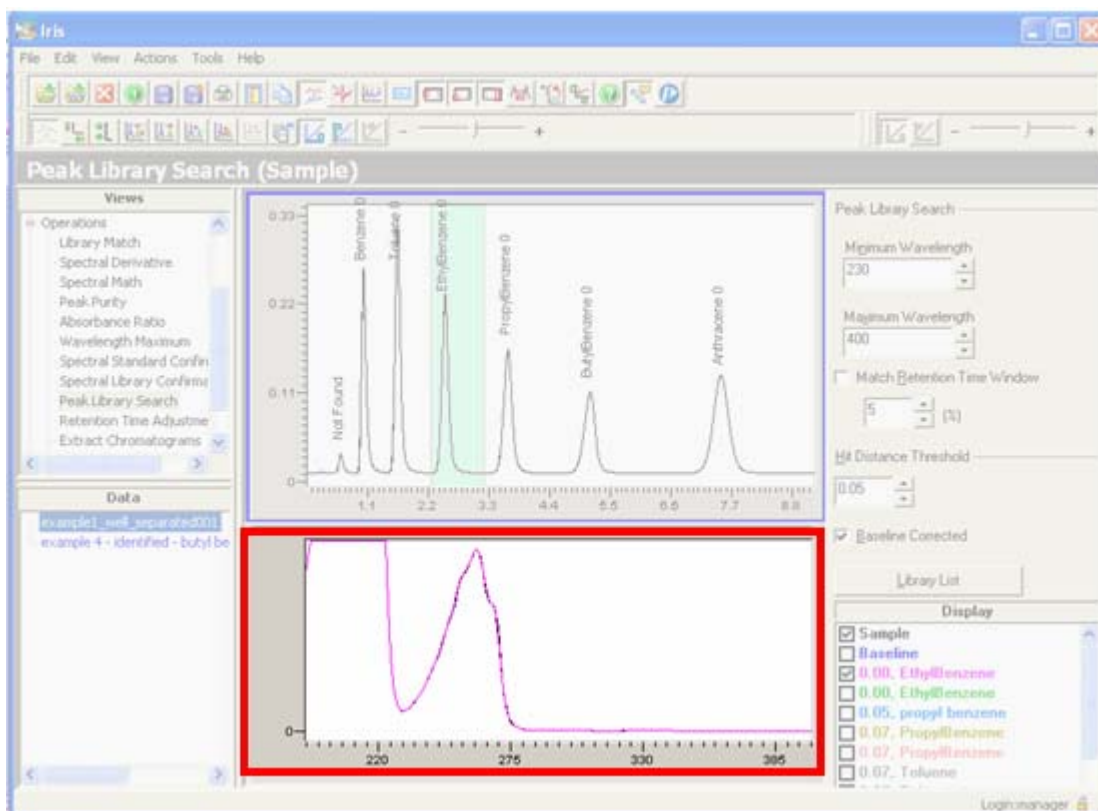 Iris
File Edit View Actions Tools Help
Peak Library Search (Sample)
Views
Operations
Library Match
Spectral Derivative
Spectral Math
Peak Purity
Absorbance Ratio
Wavelength Maximum
Spectral Standard Confirm
Spectral Library Confirma
Peak Library Search
Retention Time Adjustme
Extract Chromatograms
Data
example1_well_separated001
example 4 - identified - butyl be
0.33
0.22
0.11
0
Not Found
Benzene 0
Toluene 0
EthylBenzene 0
PropylBenzene 0
ButylBenzene 0
Anthracene 0
1.1 2.2 3.3 4.4 5.5 6.6 7.7 8.8
0
220 275 330 385
Peak Library Search
Minimum Wavelength
230
Maximum Wavelength
400
Match Retention Time Window
5 (%)
Hit Distance Threshold
0.05
Baseline Corrected
Library List
Display
Sample
Baseline
0.00, EthylBenzene
0.00, EthylBenzene
0.05, propyl benzene
0.07, PropylBenzene
0.07, PropylBenzene
0.07, Toluene
Login:manager